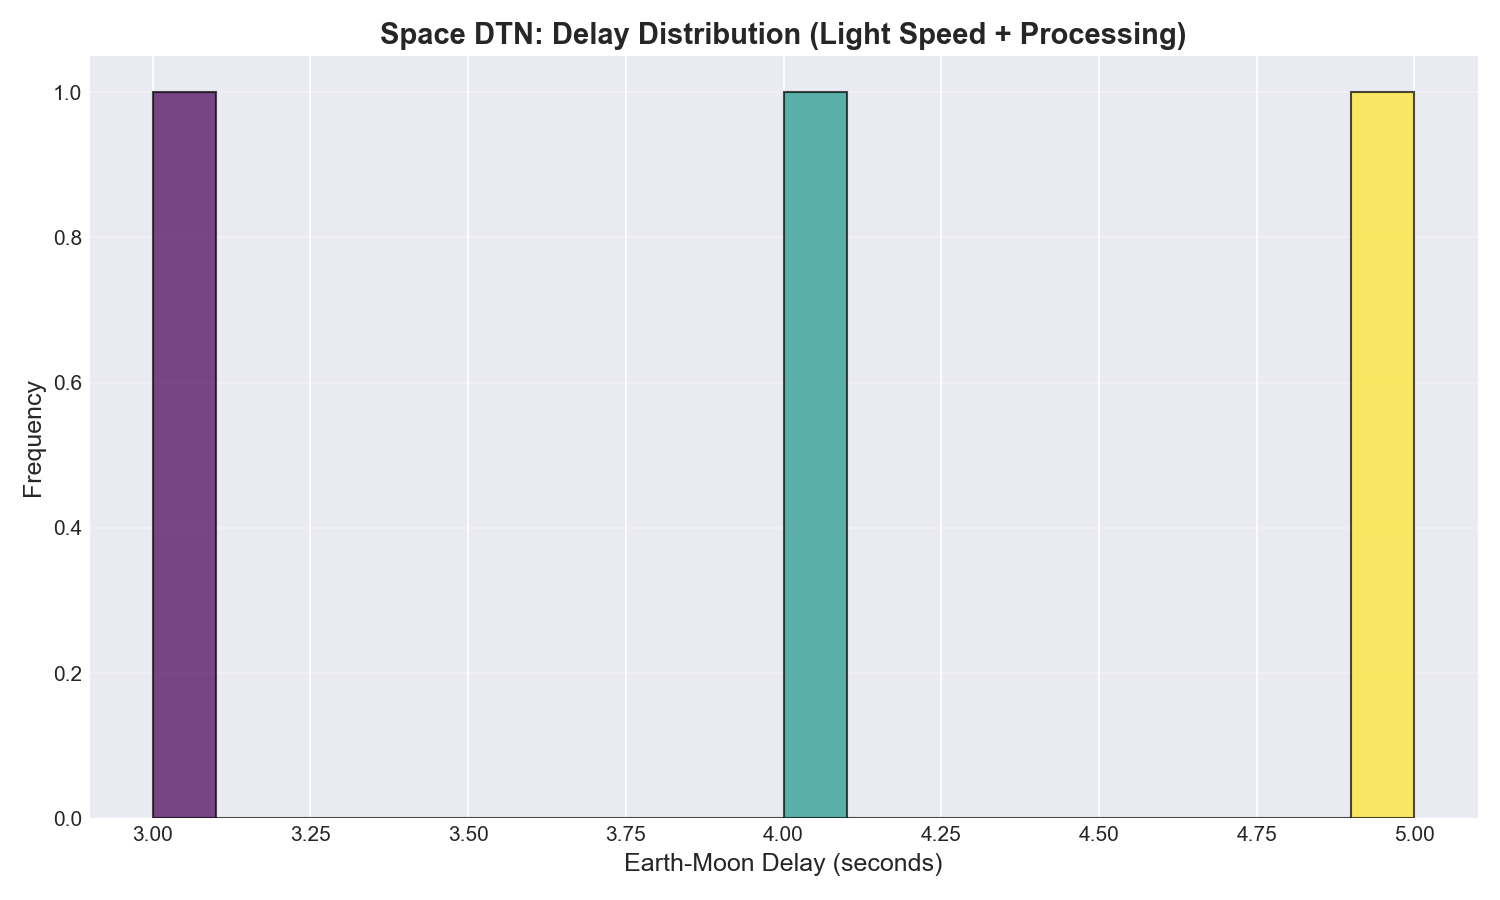 Space DTN: Delay Distribution (Light Speed + Processing)
1.0
0.8
0.6
0.4
0.2
0.0
Frequency
3.00 3.25 3.50 3.75 4.00 4.25 4.50 4.75 5.00
Earth-Moon Delay (seconds)